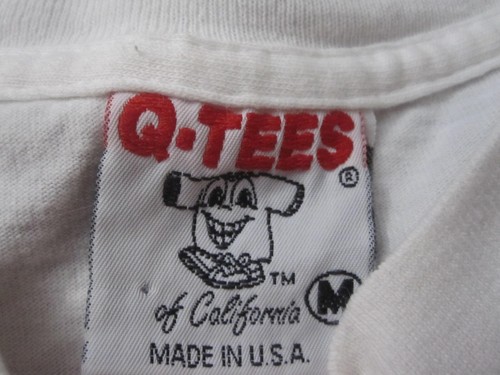 Q-TEES
®
TM
of California
M
MADE IN U.S.A.